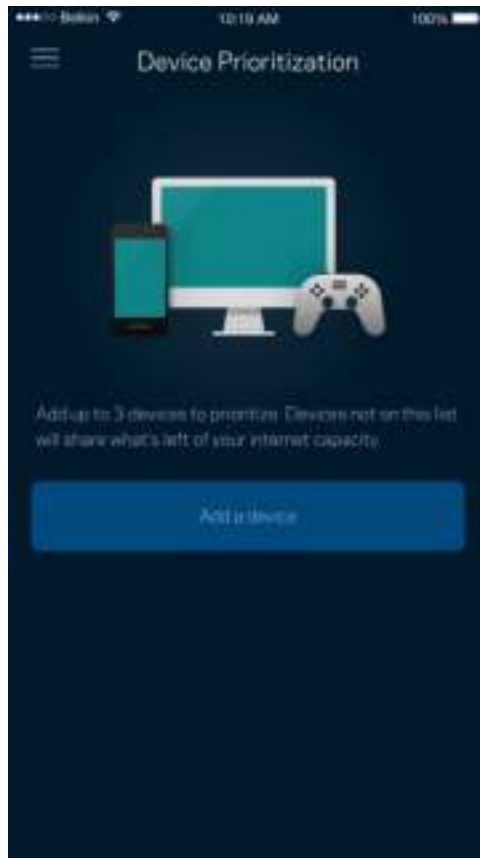 Belkin 10:19 AM 100%
Device Prioritization
Add up to 3 devices to prioritize. Devices not on this list
will share what's left of your internet capacity.
Add a device